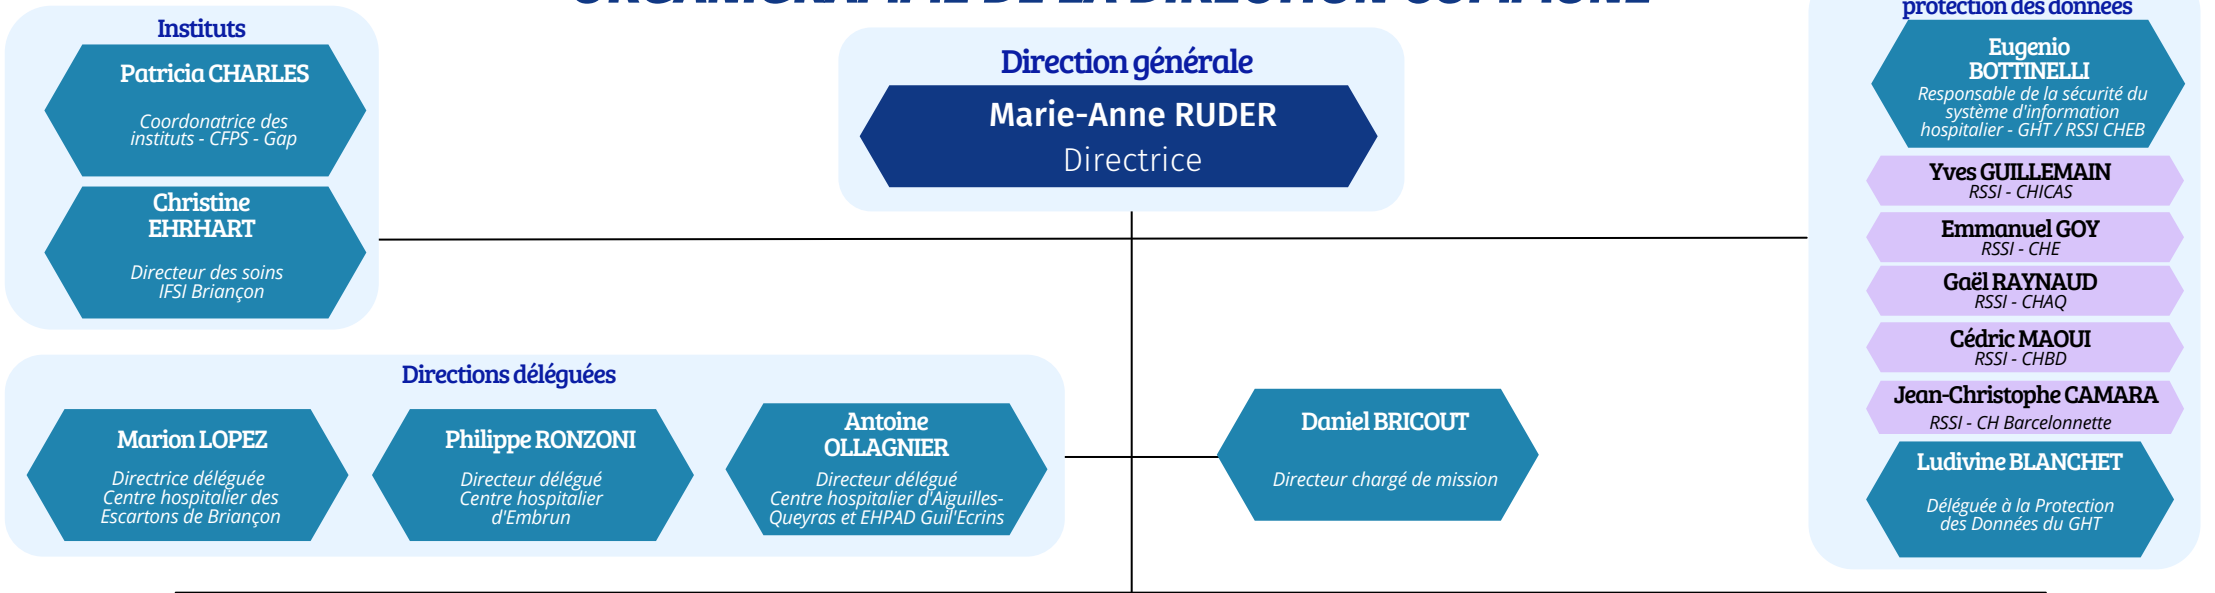 ORGANIGRAMME DE LA DIRECTION COMMUNE
Instituts
Patricia CHARLES
Coordonatrice des
instituts - CFPS - Gap
Christine
EHRHART
Directeur des soins
IFSI Briançon
Direction générale
Marie-Anne RUDER
Directrice
protection des données
Eugenio
BOTTINELLI
Responsable de la sécurité du
système d'information
hospitalier - GHT / RSSI CHEB
Yves GUILLEMAIN
RSSI - CHICAS
Emmanuel GOY
RSSI - CHE
Gaël RAYNAUD
RSSI - CHAQ
Cédric MAOUI
RSSI - CHBD
Jean-Christophe CAMARA
RSSI - CH Barcelonnette
Ludivine BLANCHET
Déléguée à la Protection
des Données du GHT
Directions déléguées
Marion LOPEZ
Directrice déléguée
Centre hospitalier des
Escartons de Briançon
Philippe RONZONI
Directeur délégué
Centre hospitalier
d'Embrun
Antoine
OLLAGNIER
Directeur délégué
Centre hospitalier d'Aiguilles-
Queyras et EHPAD Guil'Ecrins
Daniel BRICOUT
Directeur chargé de mission